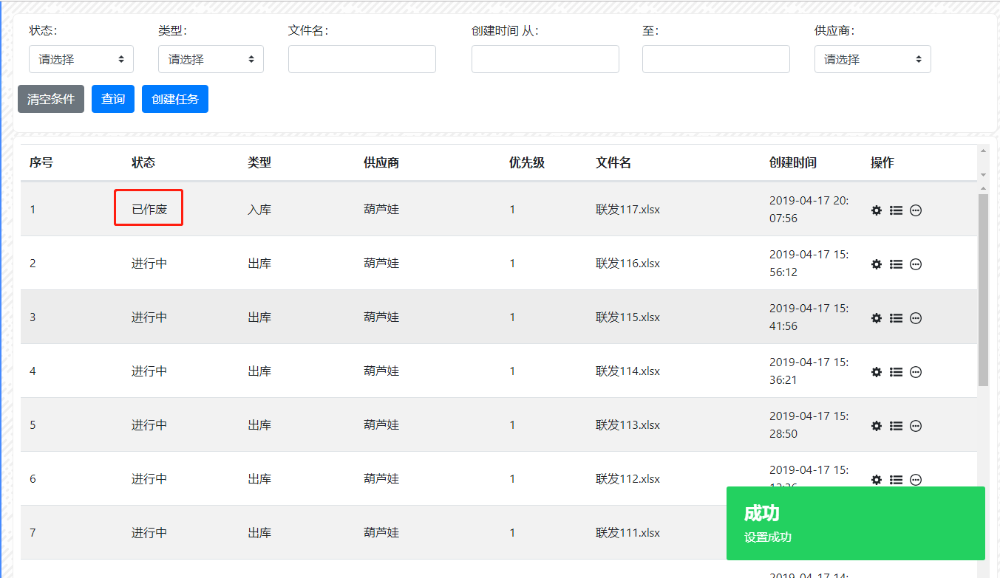 状态: 类型: 文件名: 创建时间 从: 至: 供应商:
请选择 请选择 请选择
清空条件 查询 创建任务
序号 状态 类型 供应商 优先级 文件名 创建时间 操作
1 已作废 入库 葫芦娃 1 联发117.xlsx 2019-04-17 20:
07:56
2 进行中 出库 葫芦娃 1 联发116.xlsx 2019-04-17 15:
56:12
3 进行中 出库 葫芦娃 1 联发115.xlsx 2019-04-17 15:
41:56
4 进行中 出库 葫芦娃 1 联发114.xlsx 2019-04-17 15:
36:21
5 进行中 出库 葫芦娃 1 联发113.xlsx 2019-04-17 15:
28:50
6 进行中 出库 葫芦娃 1 联发112.xlsx 2019-04-17 15:
7 进行中 出库 葫芦娃 1 联发111.xlsx
成功
设置成功
2019-04-17 14: